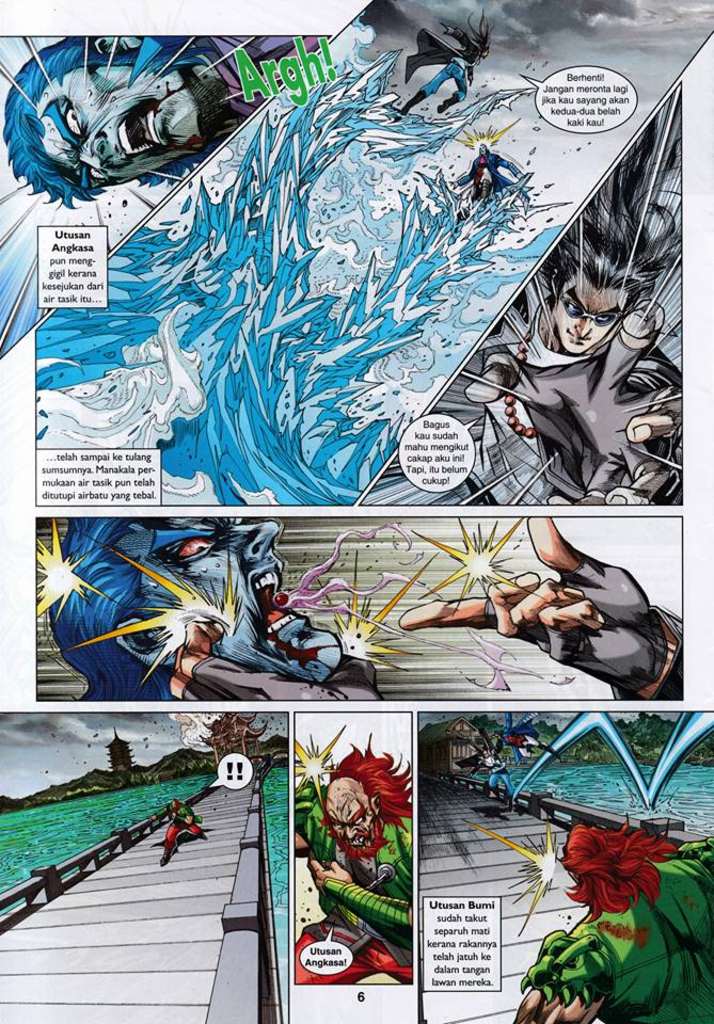 Argh!
Berhenti!
Jangan meronta lagi
jika kau sayang akan
kedua-dua belah
kaki kau!
Utusan
Angkasa
pun meng-
gigil kerana
kesejukan dari
air tasik itu…
…telah sampai ke tulang
sumsumnya. Manakala per-
mukaan air tasik pun telah
ditutupi airbatu yang tebal.
Bagus
kau sudah
mahu mengikut
cakap aku ini!
Tapi, itu belum
cukup!
!!
Utusan
Angkasa!
Utusan Bumi
sudah takut
separuh mati
kerana rakannya
telah jatuh ke
dalam tangan
lawan mereka.
6